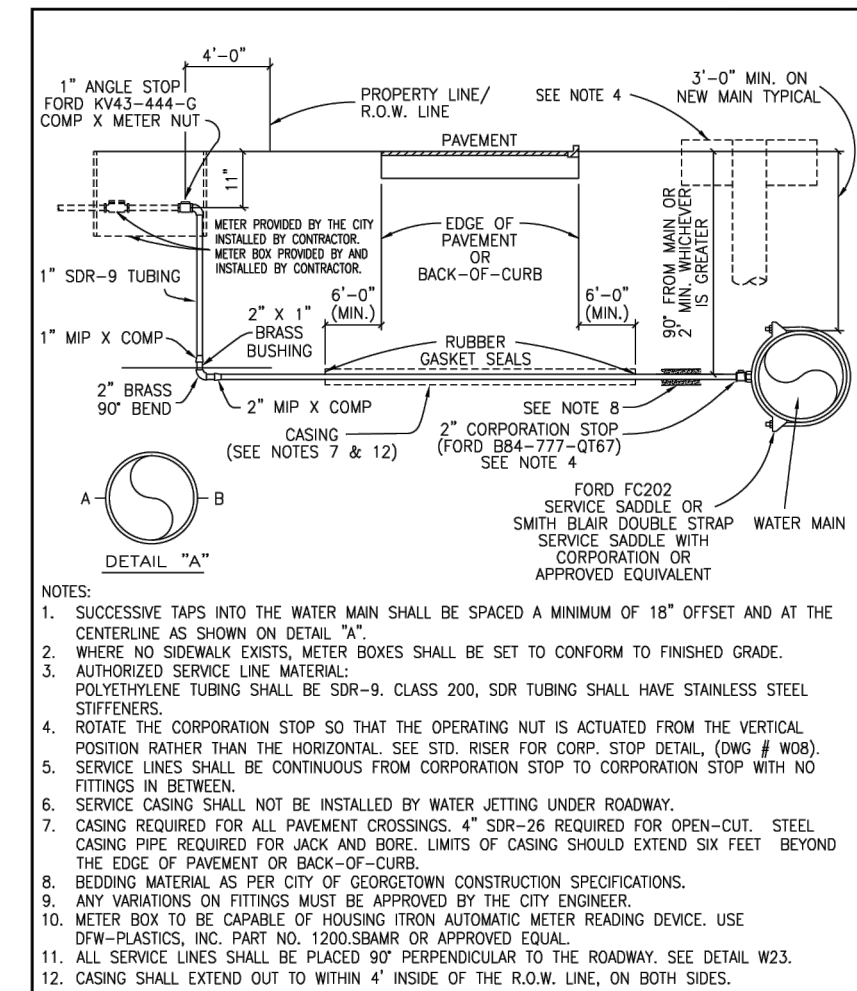 4'-0"
1" ANGLE STOP
FORD KV43-444-G
COMP X METER NUT
PROPERTY LINE/
R.O.W. LINE
SEE NOTE 4
3'-0" MIN. ON
NEW MAIN TYPICAL
PAVEMENT
11"
METER PROVIDED BY THE CITY
INSTALLED BY CONTRACTOR.
METER BOX PROVIDED BY AND
INSTALLED BY CONTRACTOR.
EDGE OF
PAVEMENT
OR
BACK-OF-CURB
90° FROM MAIN OR
2' MIN. WHICHEVER
IS GREATER
1" SDR-9 TUBING
6'-0"
(MIN.)
6'-0"
(MIN.)
2" X 1"
BRASS
BUSHING
1" MIP X COMP
RUBBER
GASKET SEALS
2" BRASS
90° BEND
2" MIP X COMP
SEE NOTE 8
CASING
(SEE NOTES 7 & 12)
2" CORPORATION STOP
(FORD B84-777-QT67)
SEE NOTE 4
FORD FC202
SERVICE SADDLE OR
SMITH BLAIR DOUBLE STRAP
SERVICE SADDLE WITH
CORPORATION OR
APPROVED EQUIVALENT
WATER MAIN
A
B
DETAIL "A"
NOTES:
1. SUCCESSIVE TAPS INTO THE WATER MAIN SHALL BE SPACED A MINIMUM OF 18" OFFSET AND AT THE
CENTERLINE AS SHOWN ON DETAIL "A".
2. WHERE NO SIDEWALK EXISTS, METER BOXES SHALL BE SET TO CONFORM TO FINISHED GRADE.
3. AUTHORIZED SERVICE LINE MATERIAL:
POLYETHYLENE TUBING SHALL BE SDR-9. CLASS 200, SDR TUBING SHALL HAVE STAINLESS STEEL
STIFFENERS.
4. ROTATE THE CORPORATION STOP SO THAT THE OPERATING NUT IS ACTUATED FROM THE VERTICAL
POSITION RATHER THAN THE HORIZONTAL. SEE STD. RISER FOR CORP. STOP DETAIL, (DWG # W08).
5. SERVICE LINES SHALL BE CONTINUOUS FROM CORPORATION STOP TO CORPORATION STOP WITH NO
FITTINGS IN BETWEEN.
6. SERVICE CASING SHALL NOT BE INSTALLED BY WATER JETTING UNDER ROADWAY.
7. CASING REQUIRED FOR ALL PAVEMENT CROSSINGS. 4" SDR-26 REQUIRED FOR OPEN-CUT. STEEL
CASING PIPE REQUIRED FOR JACK AND BORE. LIMITS OF CASING SHOULD EXTEND SIX FEET BEYOND
THE EDGE OF PAVEMENT OR BACK-OF-CURB.
8. BEDDING MATERIAL AS PER CITY OF GEORGETOWN CONSTRUCTION SPECIFICATIONS.
9. ANY VARIATIONS ON FITTINGS MUST BE APPROVED BY THE CITY ENGINEER.
10. METER BOX TO BE CAPABLE OF HOUSING ITRON AUTOMATIC METER READING DEVICE. USE
DFW-PLASTICS, INC. PART NO. 1200.SBAMR OR APPROVED EQUAL.
11. ALL SERVICE LINES SHALL BE PLACED 90° PERPENDICULAR TO THE ROADWAY. SEE DETAIL W23.
12. CASING SHALL EXTEND OUT TO WITHIN 4' INSIDE OF THE R.O.W. LINE, ON BOTH SIDES.